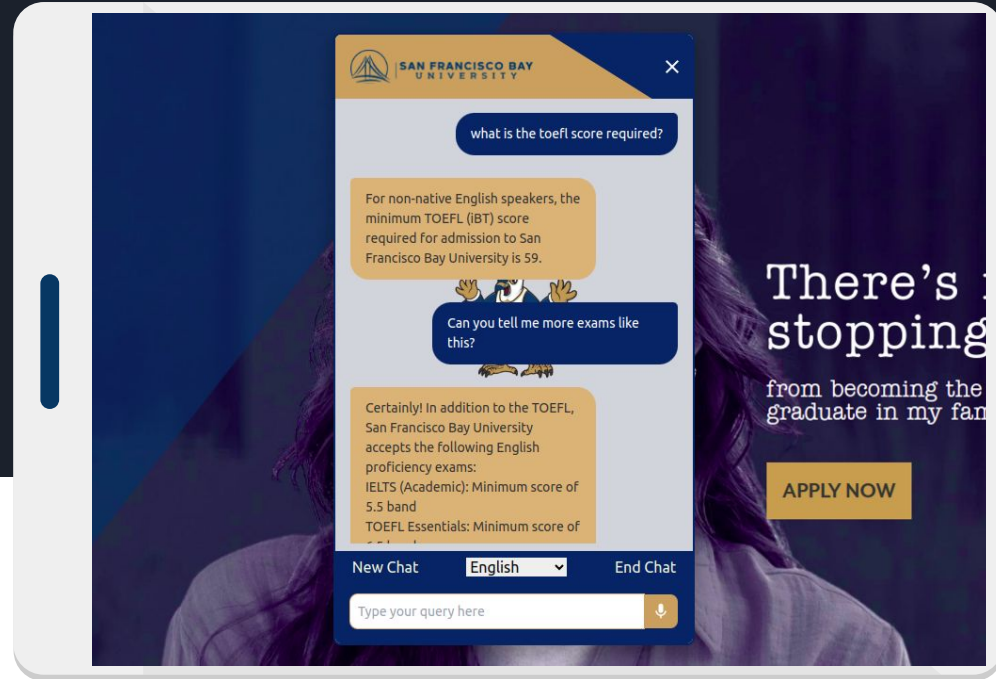 SAN FRANCISCO BAY
UNIVERSITY
what is the toefl score required?
For non-native English speakers, the
minimum TOEFL (iBT) score
required for admission to San
Francisco Bay University is 59.
Can you tell me more exams like
this?
Certainly! In addition to the TOEFL,
San Francisco Bay University
accepts the following English
proficiency exams:
IELTS (Academic): Minimum score of
5.5 band
TOEFL Essentials: Minimum score of
New Chat
English
End Chat
Type your query here
There's
stopping
from becoming the
graduate in my
APPLY NOW